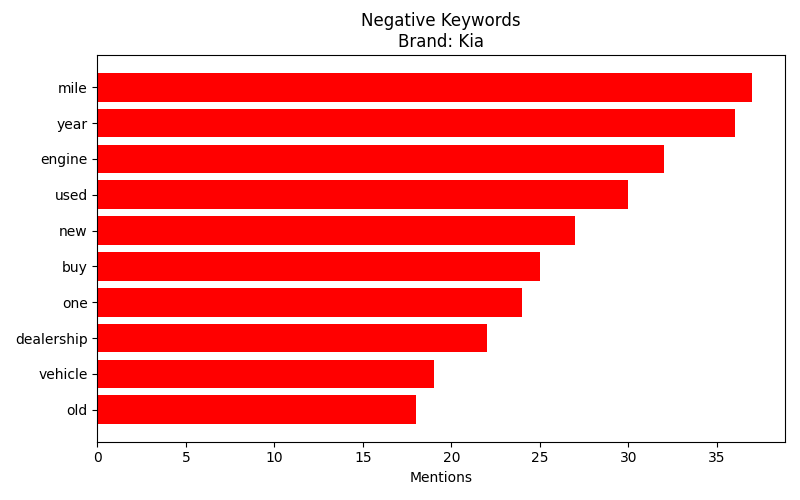 Negative Keywords
Brand: Kia
mile
year
engine
used
new
buy
one
dealership
vehicle
old
0 5 10 15 20 25 30 35
Mentions